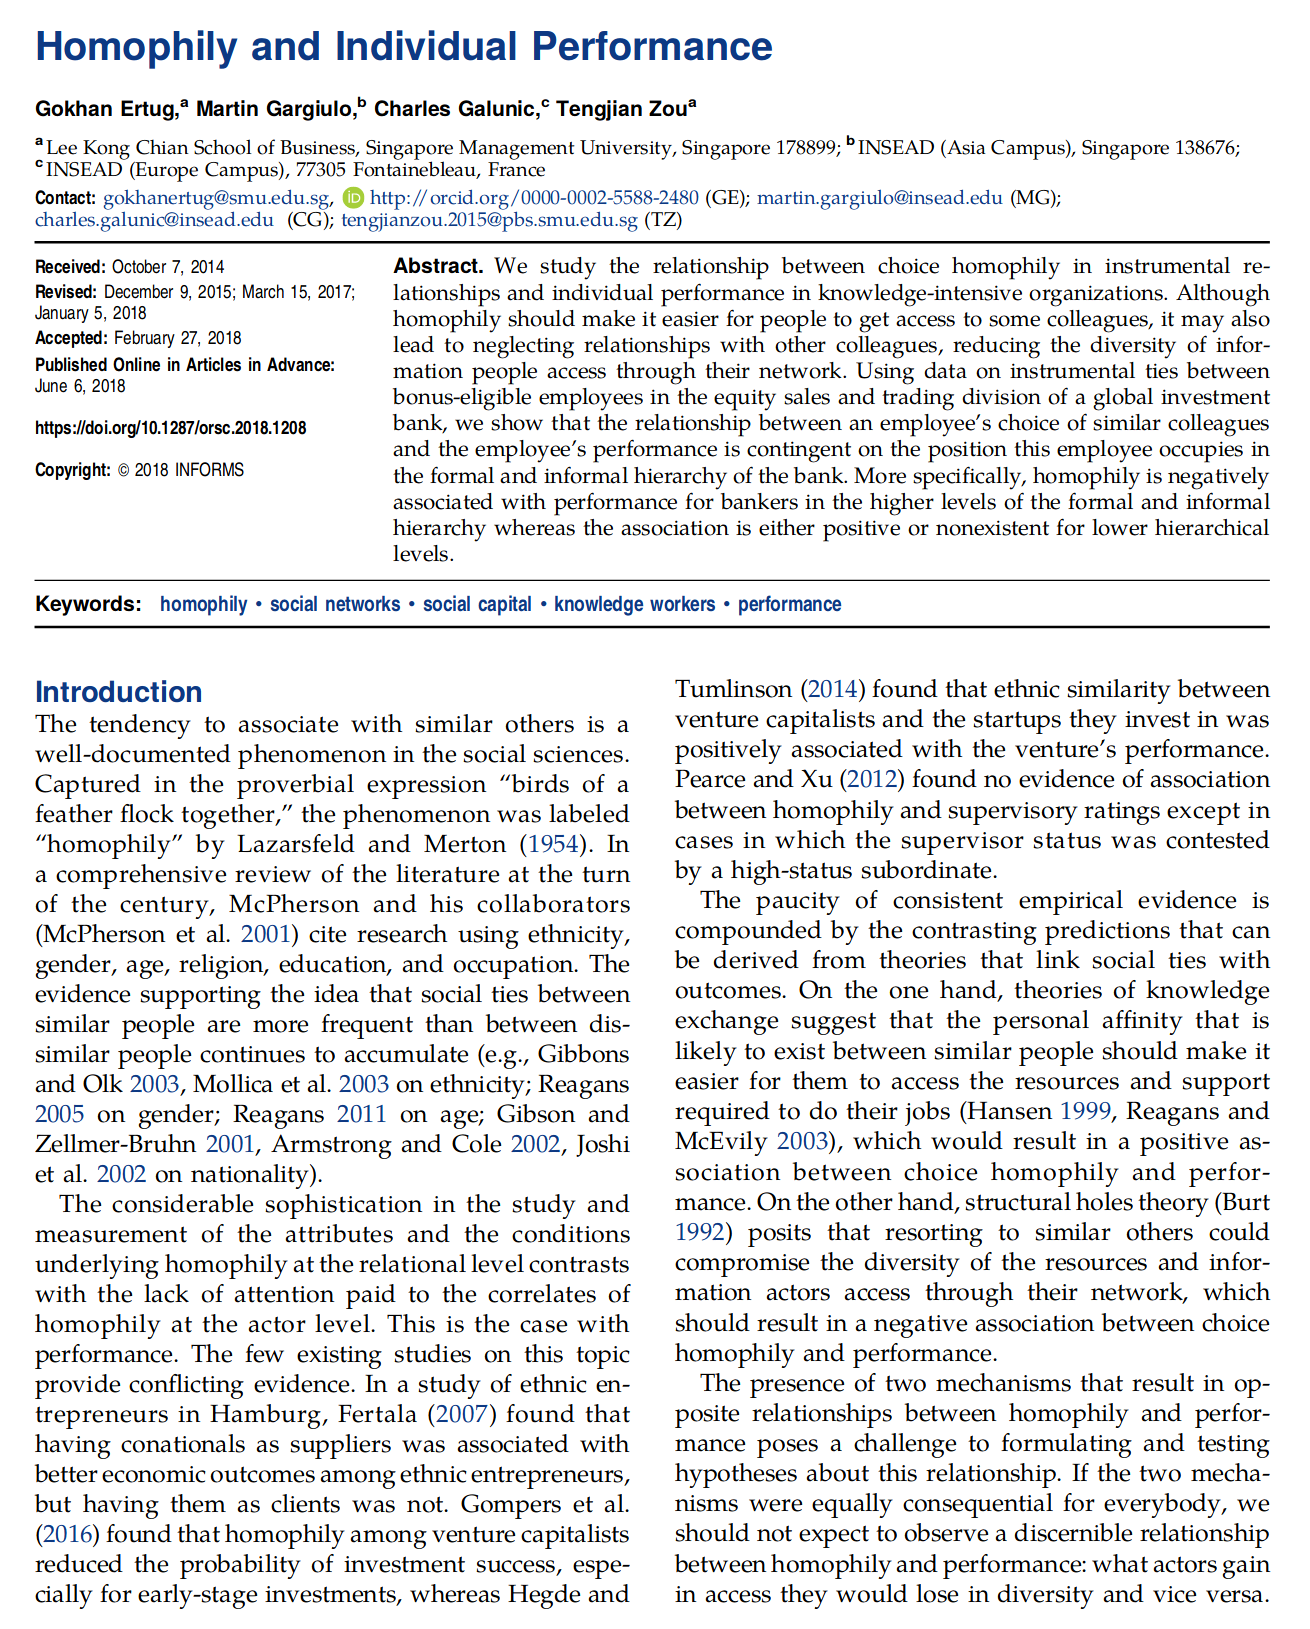 Homophily and Individual Performance
Gokhan Ertug,a Martin Gargiulo,b Charles Galunic,c Tengjian Zoua
a Lee Kong Chian School of Business, Singapore Management University, Singapore 178899; b INSEAD (Asia Campus), Singapore 138676;
c INSEAD (Europe Campus), 77305 Fontainebleau, France
Contact: gokhanertug@smu.edu.sg, iD http://orcid.org/0000-0002-5588-2480 (GE); martin.gargiulo@insead.edu (MG);
charles.galunic@insead.edu (CG); tengjianzou.2015@pbs.smu.edu.sg (TZ)
Received: October 7, 2014
Revised: December 9, 2015; March 15, 2017;
January 5, 2018
Accepted: February 27, 2018
Published Online in Articles in Advance:
June 6, 2018
https://doi.org/10.1287/orsc.2018.1208
Copyright: © 2018 INFORMS
Abstract. We study the relationship between choice homophily in instrumental re-
lationships and individual performance in knowledge-intensive organizations. Although
homophily should make it easier for people to get access to some colleagues, it may also
lead to neglecting relationships with other colleagues, reducing the diversity of infor-
mation people access through their network. Using data on instrumental ties between
bonus-eligible employees in the equity sales and trading division of a global investment
bank, we show that the relationship between an employee's choice of similar colleagues
and the employee's performance is contingent on the position this employee occupies in
the formal and informal hierarchy of the bank. More specifically, homophily is negatively
associated with performance for bankers in the higher levels of the formal and informal
hierarchy whereas the association is either positive or nonexistent for lower hierarchical
levels.
Keywords: homophily • social networks • social capital • knowledge workers • performance
Introduction
The tendency to associate with similar others is a
well-documented phenomenon in the social sciences.
Captured in the proverbial expression “birds of a
feather flock together,” the phenomenon was labeled
“homophily” by Lazarsfeld and Merton (1954). In
a comprehensive review of the literature at the turn
of the century, McPherson and his collaborators
(McPherson et al. 2001) cite research using ethnicity,
gender, age, religion, education, and occupation. The
evidence supporting the idea that social ties between
similar people are more frequent than between dis-
similar people continues to accumulate (e.g., Gibbons
and Olk 2003, Mollica et al. 2003 on ethnicity; Reagans
2005 on gender; Reagans 2011 on age; Gibson and
Zellmer-Bruhn 2001, Armstrong and Cole 2002, Joshi
et al. 2002 on nationality).
The considerable sophistication in the study and
measurement of the attributes and the conditions
underlying homophily at the relational level contrasts
with the lack of attention paid to the correlates of
homophily at the actor level. This is the case with
performance. The few existing studies on this topic
provide conflicting evidence. In a study of ethnic en-
trepreneurs in Hamburg, Fertala (2007) found that
having conationals as suppliers was associated with
better economic outcomes among ethnic entrepreneurs,
but having them as clients was not. Gompers et al.
(2016) found that homophily among venture capitalists
reduced the probability of investment success, espe-
cially for early-stage investments, whereas Hegde and
Tumlinson (2014) found that ethnic similarity between
venture capitalists and the startups they invest in was
positively associated with the venture's performance.
Pearce and Xu (2012) found no evidence of association
between homophily and supervisory ratings except in
cases in which the supervisor status was contested
by a high-status subordinate.
The paucity of consistent empirical evidence is
compounded by the contrasting predictions that can
be derived from theories that link social ties with
outcomes. On the one hand, theories of knowledge
exchange suggest that the personal affinity that is
likely to exist between similar people should make it
easier for them to access the resources and support
required to do their jobs (Hansen 1999, Reagans and
McEvily 2003), which would result in a positive as-
sociation between choice homophily and perfor-
mance. On the other hand, structural holes theory (Burt
1992) posits that resorting to similar others could
compromise the diversity of the resources and infor-
mation actors access through their network, which
should result in a negative association between choice
homophily and performance.
The presence of two mechanisms that result in op-
posite relationships between homophily and perfor-
mance poses a challenge to formulating and testing
hypotheses about this relationship. If the two mecha-
nisms were equally consequential for everybody, we
should not expect to observe a discernible relationship
between homophily and performance: what actors gain
in access they would lose in diversity and vice versa.